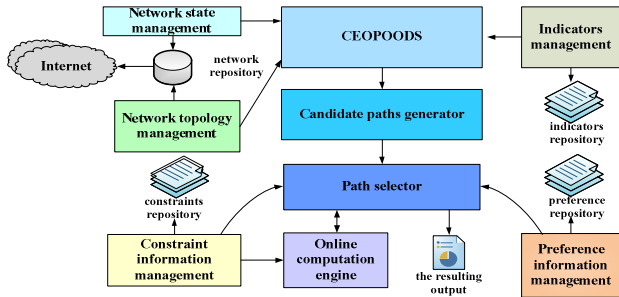 Network state
management
CEOPOODS
Indicators
management
Internet
network
repository
Network topology
management
Candidate paths generator
indicators
repository
constraints
repository
Path selector
preference
repository
Constraint
information
management
Online
computation
engine
the resulting
output
Preference
information
management